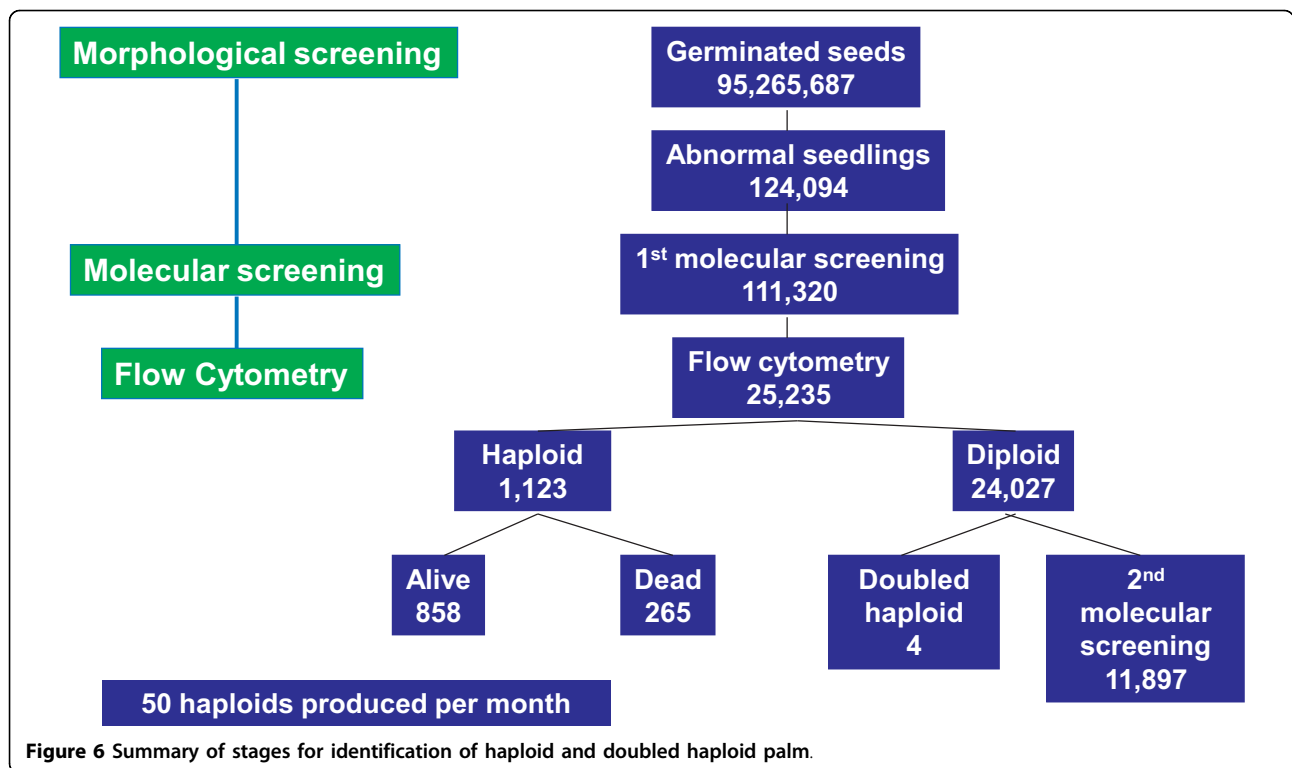 Morphological screening
Molecular screening
Flow Cytometry
Germinated seeds
95,265,687
Abnormal seedlings
124,094
1st molecular screening
111,320
Flow cytometry
25,235
Haploid
1,123
Diploid
24,027
Alive
858
Dead
265
Doubled
haploid
4
2nd
molecular
screening
11,897
50 haploids produced per month
Figure 6 Summary of stages for identification of haploid and doubled haploid palm.